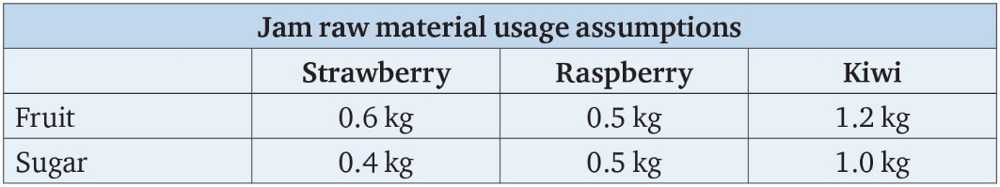 Jam raw material usage assumptions
Strawberry Raspberry Kiwi
Fruit 0.6 kg 0.5 kg 1.2 kg
Sugar 0.4 kg 0.5 kg 1.0 kg